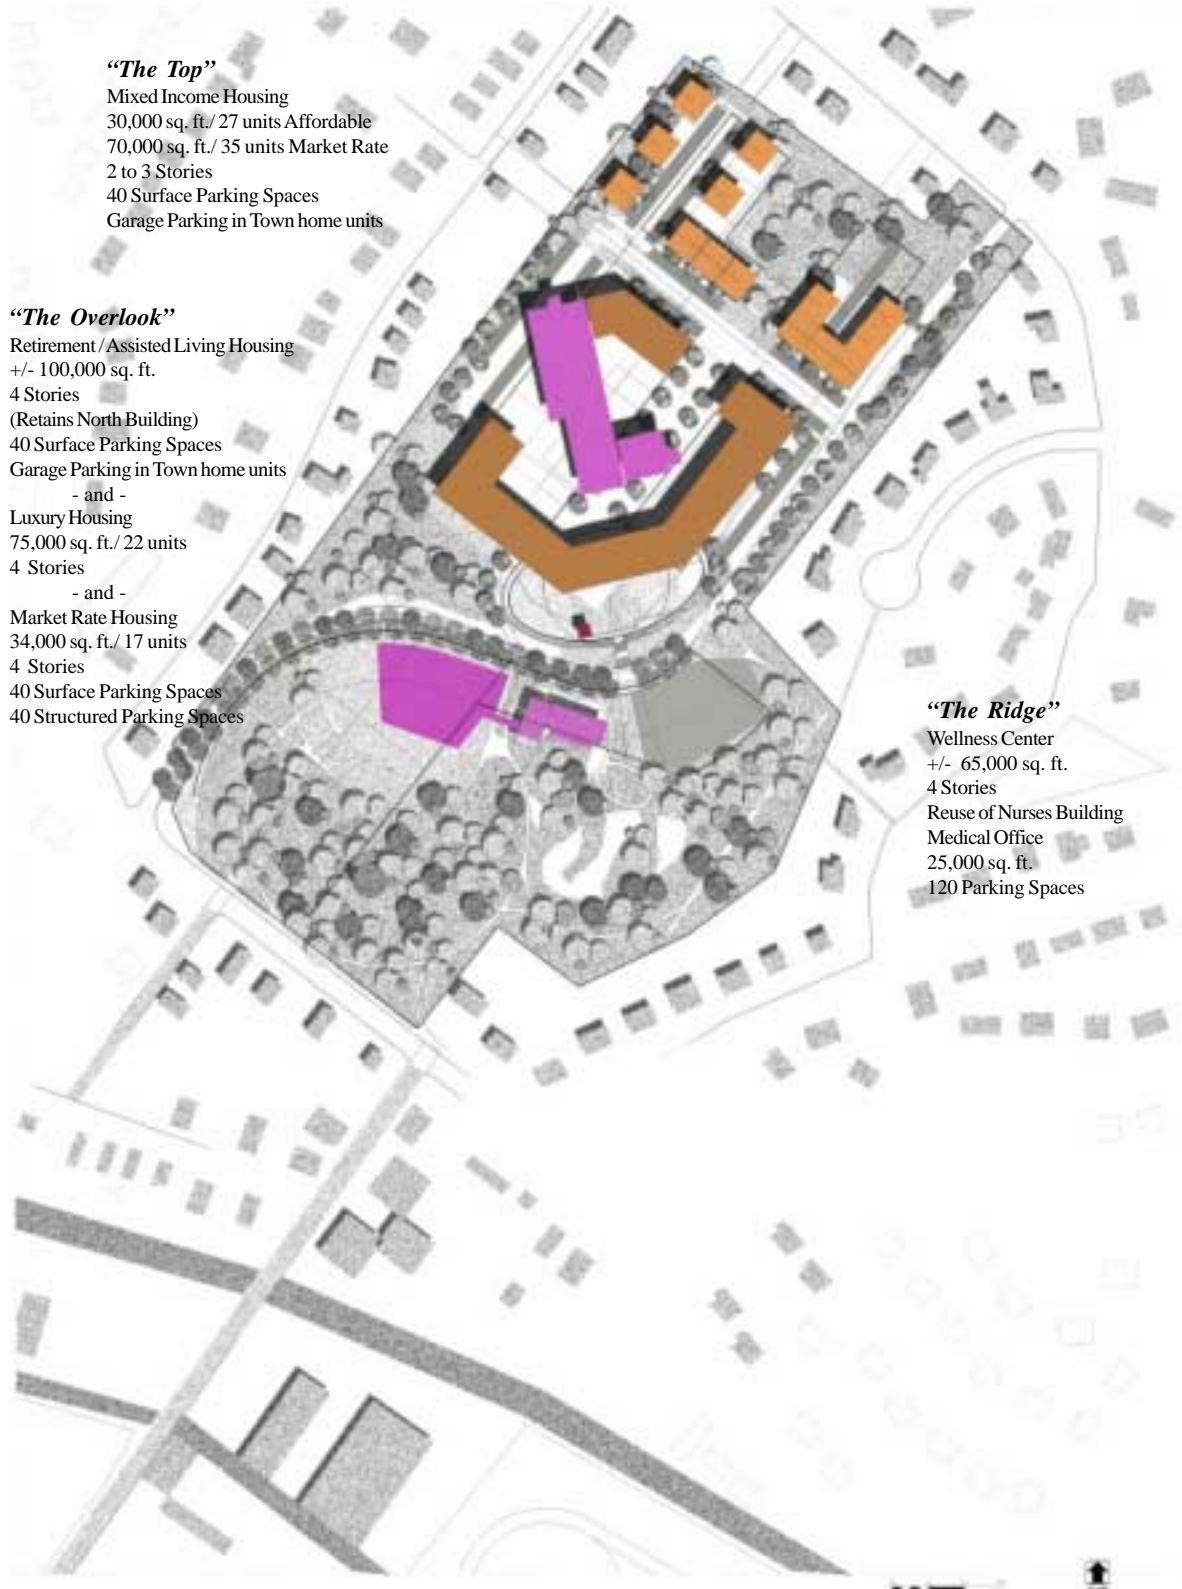 “The Top”
Mixed Income Housing
30,000 sq. ft./ 27 units Affordable
70,000 sq. ft./ 35 units Market Rate
2 to 3 Stories
40 Surface Parking Spaces
Garage Parking in Town home units
“The Overlook”
Retirement / Assisted Living Housing
+/- 100,000 sq. ft.
4 Stories
(Retains North Building)
40 Surface Parking Spaces
Garage Parking in Town home units
- and -
Luxury Housing
75,000 sq. ft./ 22 units
4 Stories
- and -
Market Rate Housing
34,000 sq. ft./ 17 units
4 Stories
40 Surface Parking Spaces
40 Structured Parking Spaces
“The Ridge”
Wellness Center
+/- 65,000 sq. ft.
4 Stories
Reuse of Nurses Building
Medical Office
25,000 sq. ft.
120 Parking Spaces